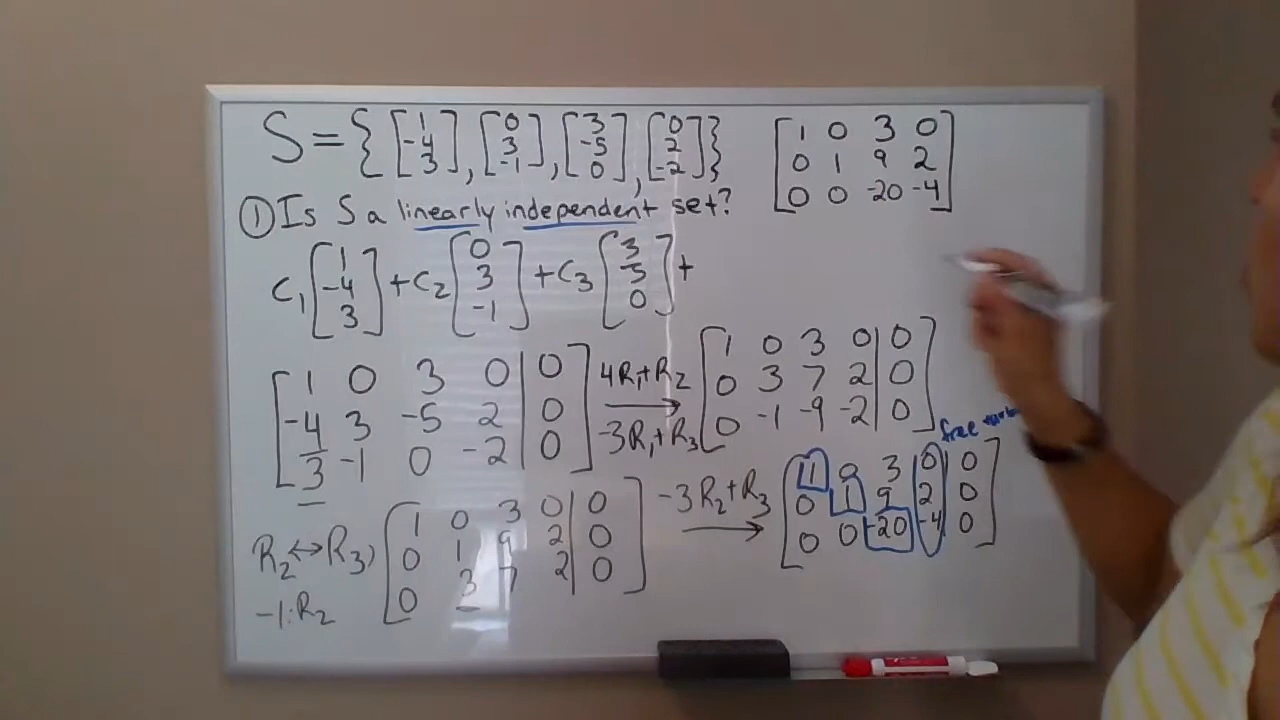 S = { [1 -4 3], [0 3 -1], [3 -5 0], [0 2 -2] }
1 0 3 0
0 1 9 2
0 0 -20 -4
① Is S a linearly independent set?
C₁ [1 -4 3] + C₂ [0 3 -1] + C₃ [3 -5 0] +
1 0 3 0 | 0
-4 3 -5 2 | 0
3 -1 0 -2 | 0
4R₁+R₂
→
-3R₁+R₃
1 0 3 0 | 0
0 3 7 2 | 0
0 -1 -9 -2 | 0
R₂ ↔ R₃)
-1·R₂
1 0 3 0 | 0
0 1 9 2 | 0
0 3 7 2 | 0
-3R₂+R₃
→
free
1 0 3 0 | 0
0 1 9 2 | 0
0 0 -20 -4 | 0